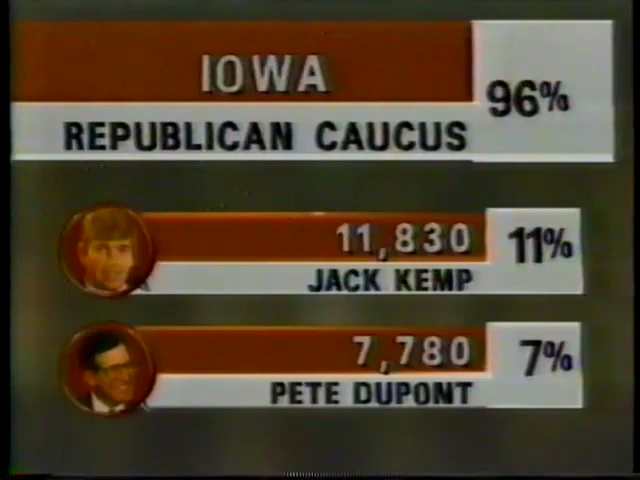 IOWA
96%
REPUBLICAN CAUCUS
11,830
11%
JACK KEMP
7,780
7%
PETE DUPONT